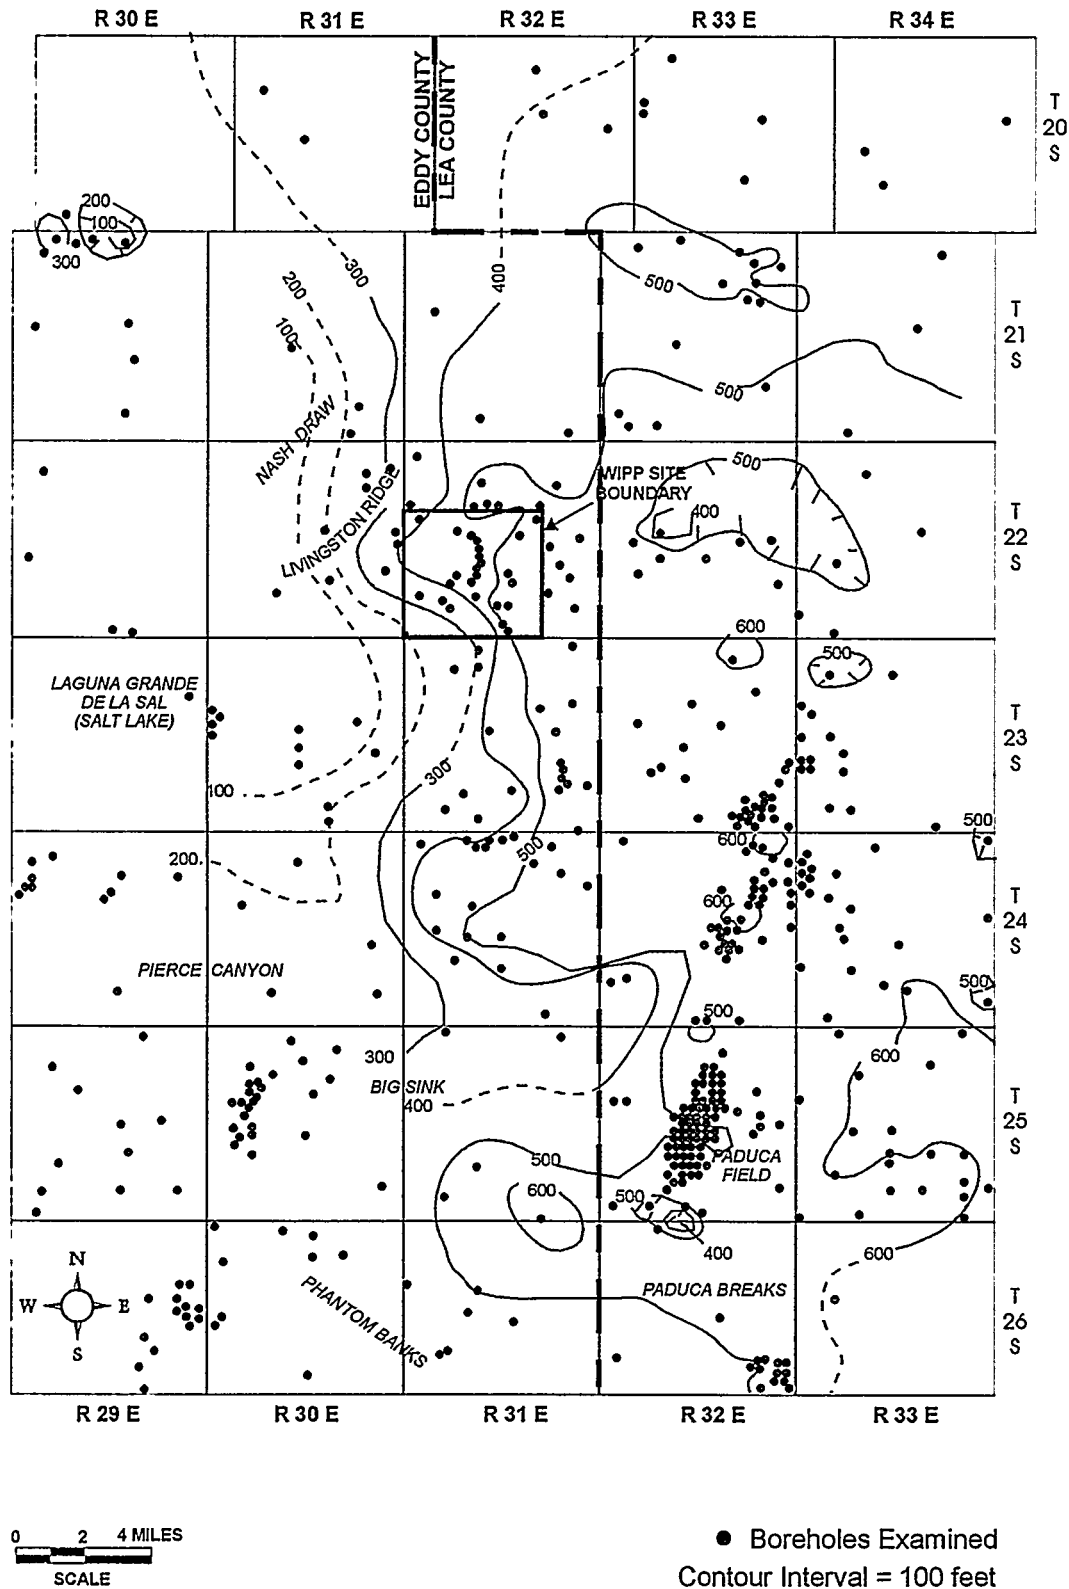 R 30 E
R 31 E
R 32 E
R 33 E
R 34 E
EDDY COUNTY
LEA COUNTY
T
20
S
200
100
300
300
400
200
100
500
T
21
S
500
NASH DRAW
LIVINGSTON RIDGE
WIPP SITE
BOUNDARY
500
400
T
22
S
600
500
LAGUNA GRANDE
DE LA SAL
(SALT LAKE)
T
23
S
100
300
500
600
500
200
600
T
24
S
PIERCE CANYON
500
500
300
600
BIG SINK
400
T
25
S
500
600
PADUCA
FIELD
500
400
600
N
W
E
S
PHANTOM BANKS
PADUCA BREAKS
T
26
S
R 29 E
R 30 E
R 31 E
R 32 E
R 33 E
0 2 4 MILES
SCALE
Boreholes Examined
Contour Interval = 100 feet